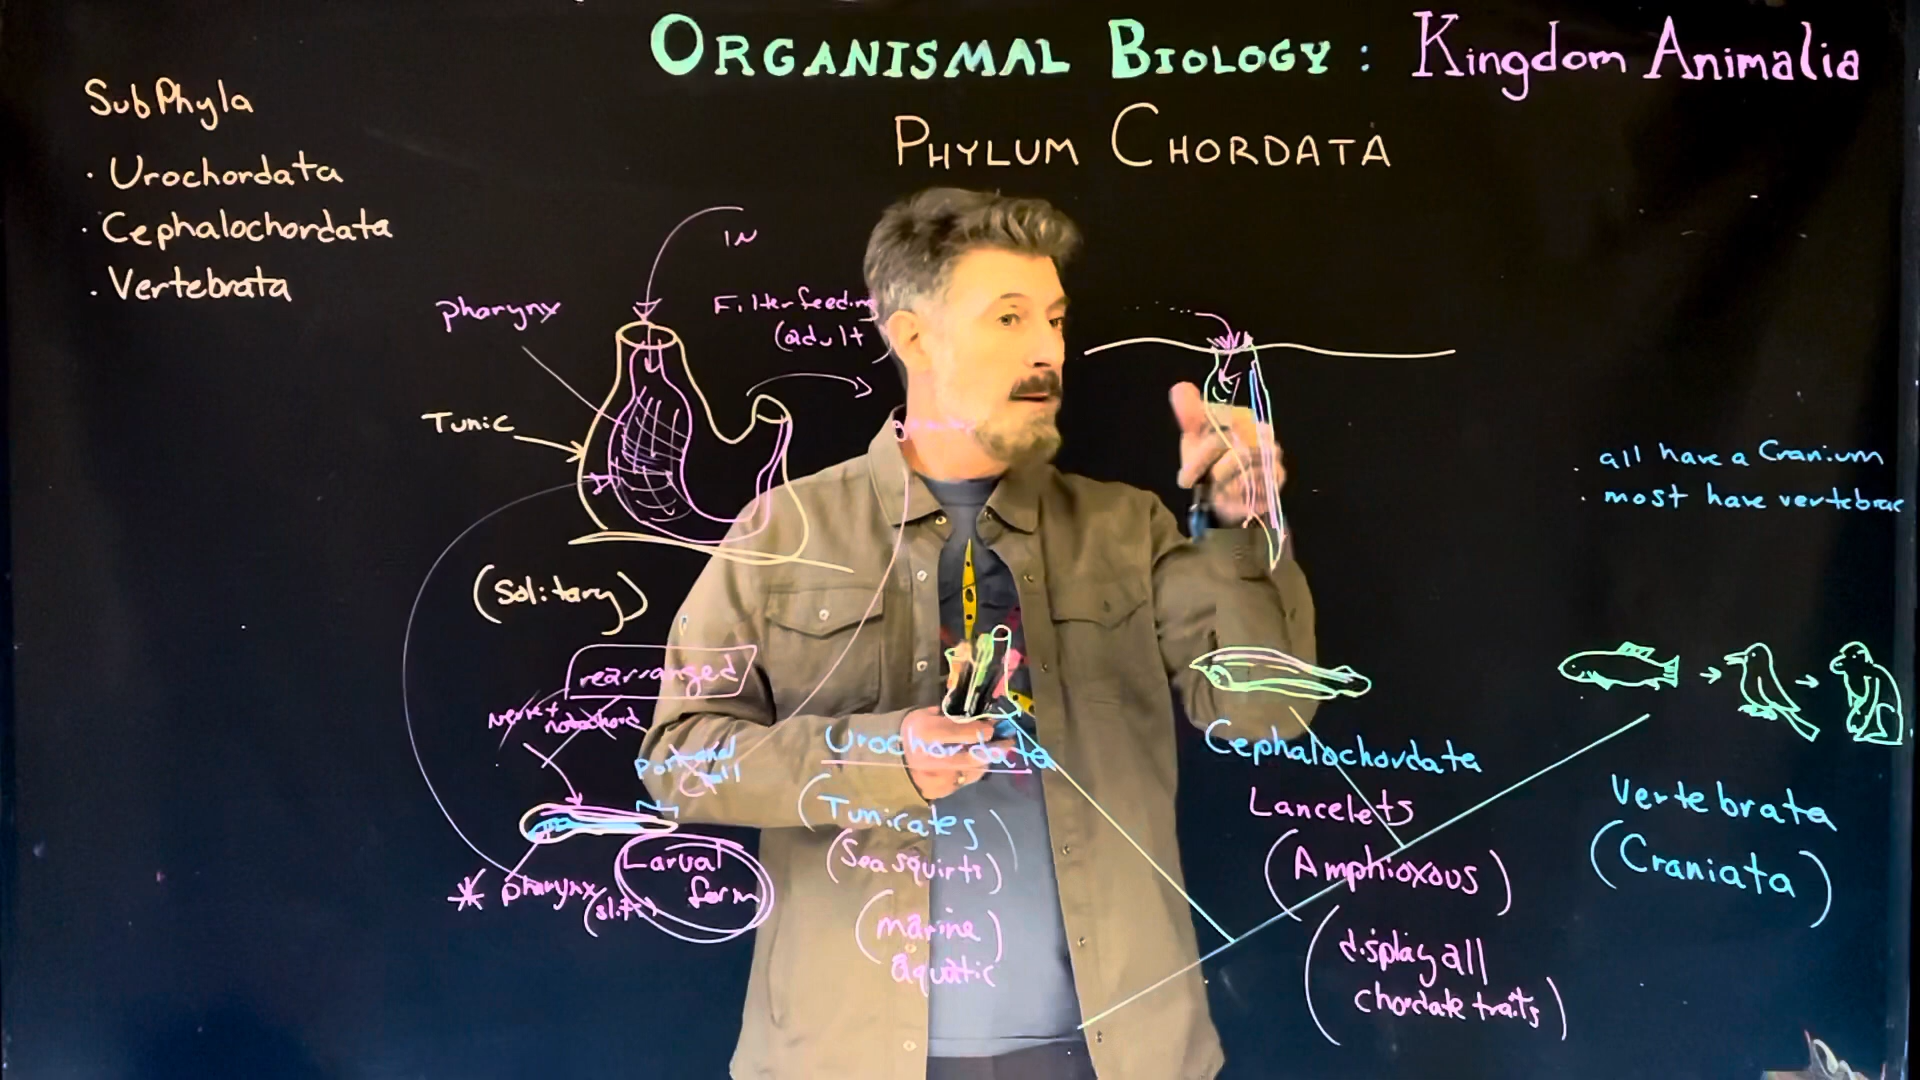 ORGANISMAL BIOLOGY: Kingdom Animalia
PHYLUM CHORDATA
SubPhyla
· Urochordata
· Cephalochordata
· Vertebrata
IN
pharynx
Filter feeding
(adult
Tunic
(Solitary)
rearranged
nerve +
notochord
Post-anal
tail
* pharynx
(slits)
Larval
form
Urochordata
(Tunicates)
(Sea squirts)
(marine)
aquatic
Cephalochordata
Lancelets
(Amphioxous)
(display all
chordate traits)
· all have a Cranium
· most have vertebrae
Vertebrata
(Craniata)